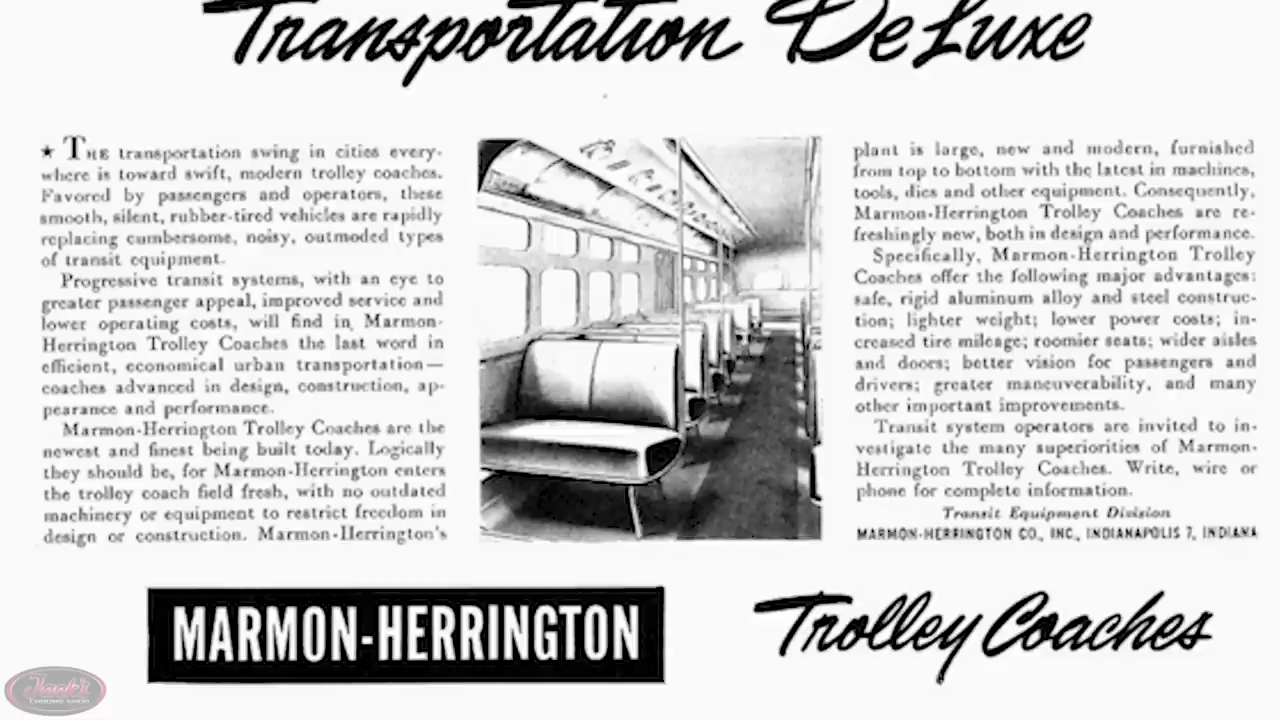 Transportation DeLuxe
★ THE transportation swing in cities every-
where is toward swift, modern trolley coaches.
Favored by passengers and operators, these
smooth, silent, rubber-tired vehicles are rapidly
replacing cumbersome, noisy, outmoded types
of transit equipment.
Progressive transit systems, with an eye to
greater passenger appeal, improved service and
lower operating costs, will find in Marmon-
Herrington Trolley Coaches the last word in
efficient, economical urban transportation—
coaches advanced in design, construction, ap-
pearance and performance.
Marmon-Herrington Trolley Coaches are the
newest and finest being built today. Logically
they should be, for Marmon-Herrington enters
the trolley coach field fresh, with no outdated
machinery or equipment to restrict freedom in
design or construction. Marmon-Herrington's
plant is large, new and modern, furnished
from top to bottom with the latest in machines,
tools, dies and other equipment. Consequently,
Marmon-Herrington Trolley Coaches are re-
freshingly new, both in design and performance.
Specifically, Marmon-Herrington Trolley
Coaches offer the following major advantages:
safe, rigid aluminum alloy and steel construc-
tion; lighter weight; lower power costs; in-
creased tire mileage; roomier seats; wider aisles
and doors; better vision for passengers and
drivers; greater maneuverability, and many
other important improvements.
Transit system operators are invited to in-
vestigate the many superiorities of Marmon-
Herrington Trolley Coaches. Write, wire or
phone for complete information.
Transit Equipment Division
MARMON-HERRINGTON CO., INC., INDIANAPOLIS 7, INDIANA
MARMON-HERRINGTON
Trolley Coaches